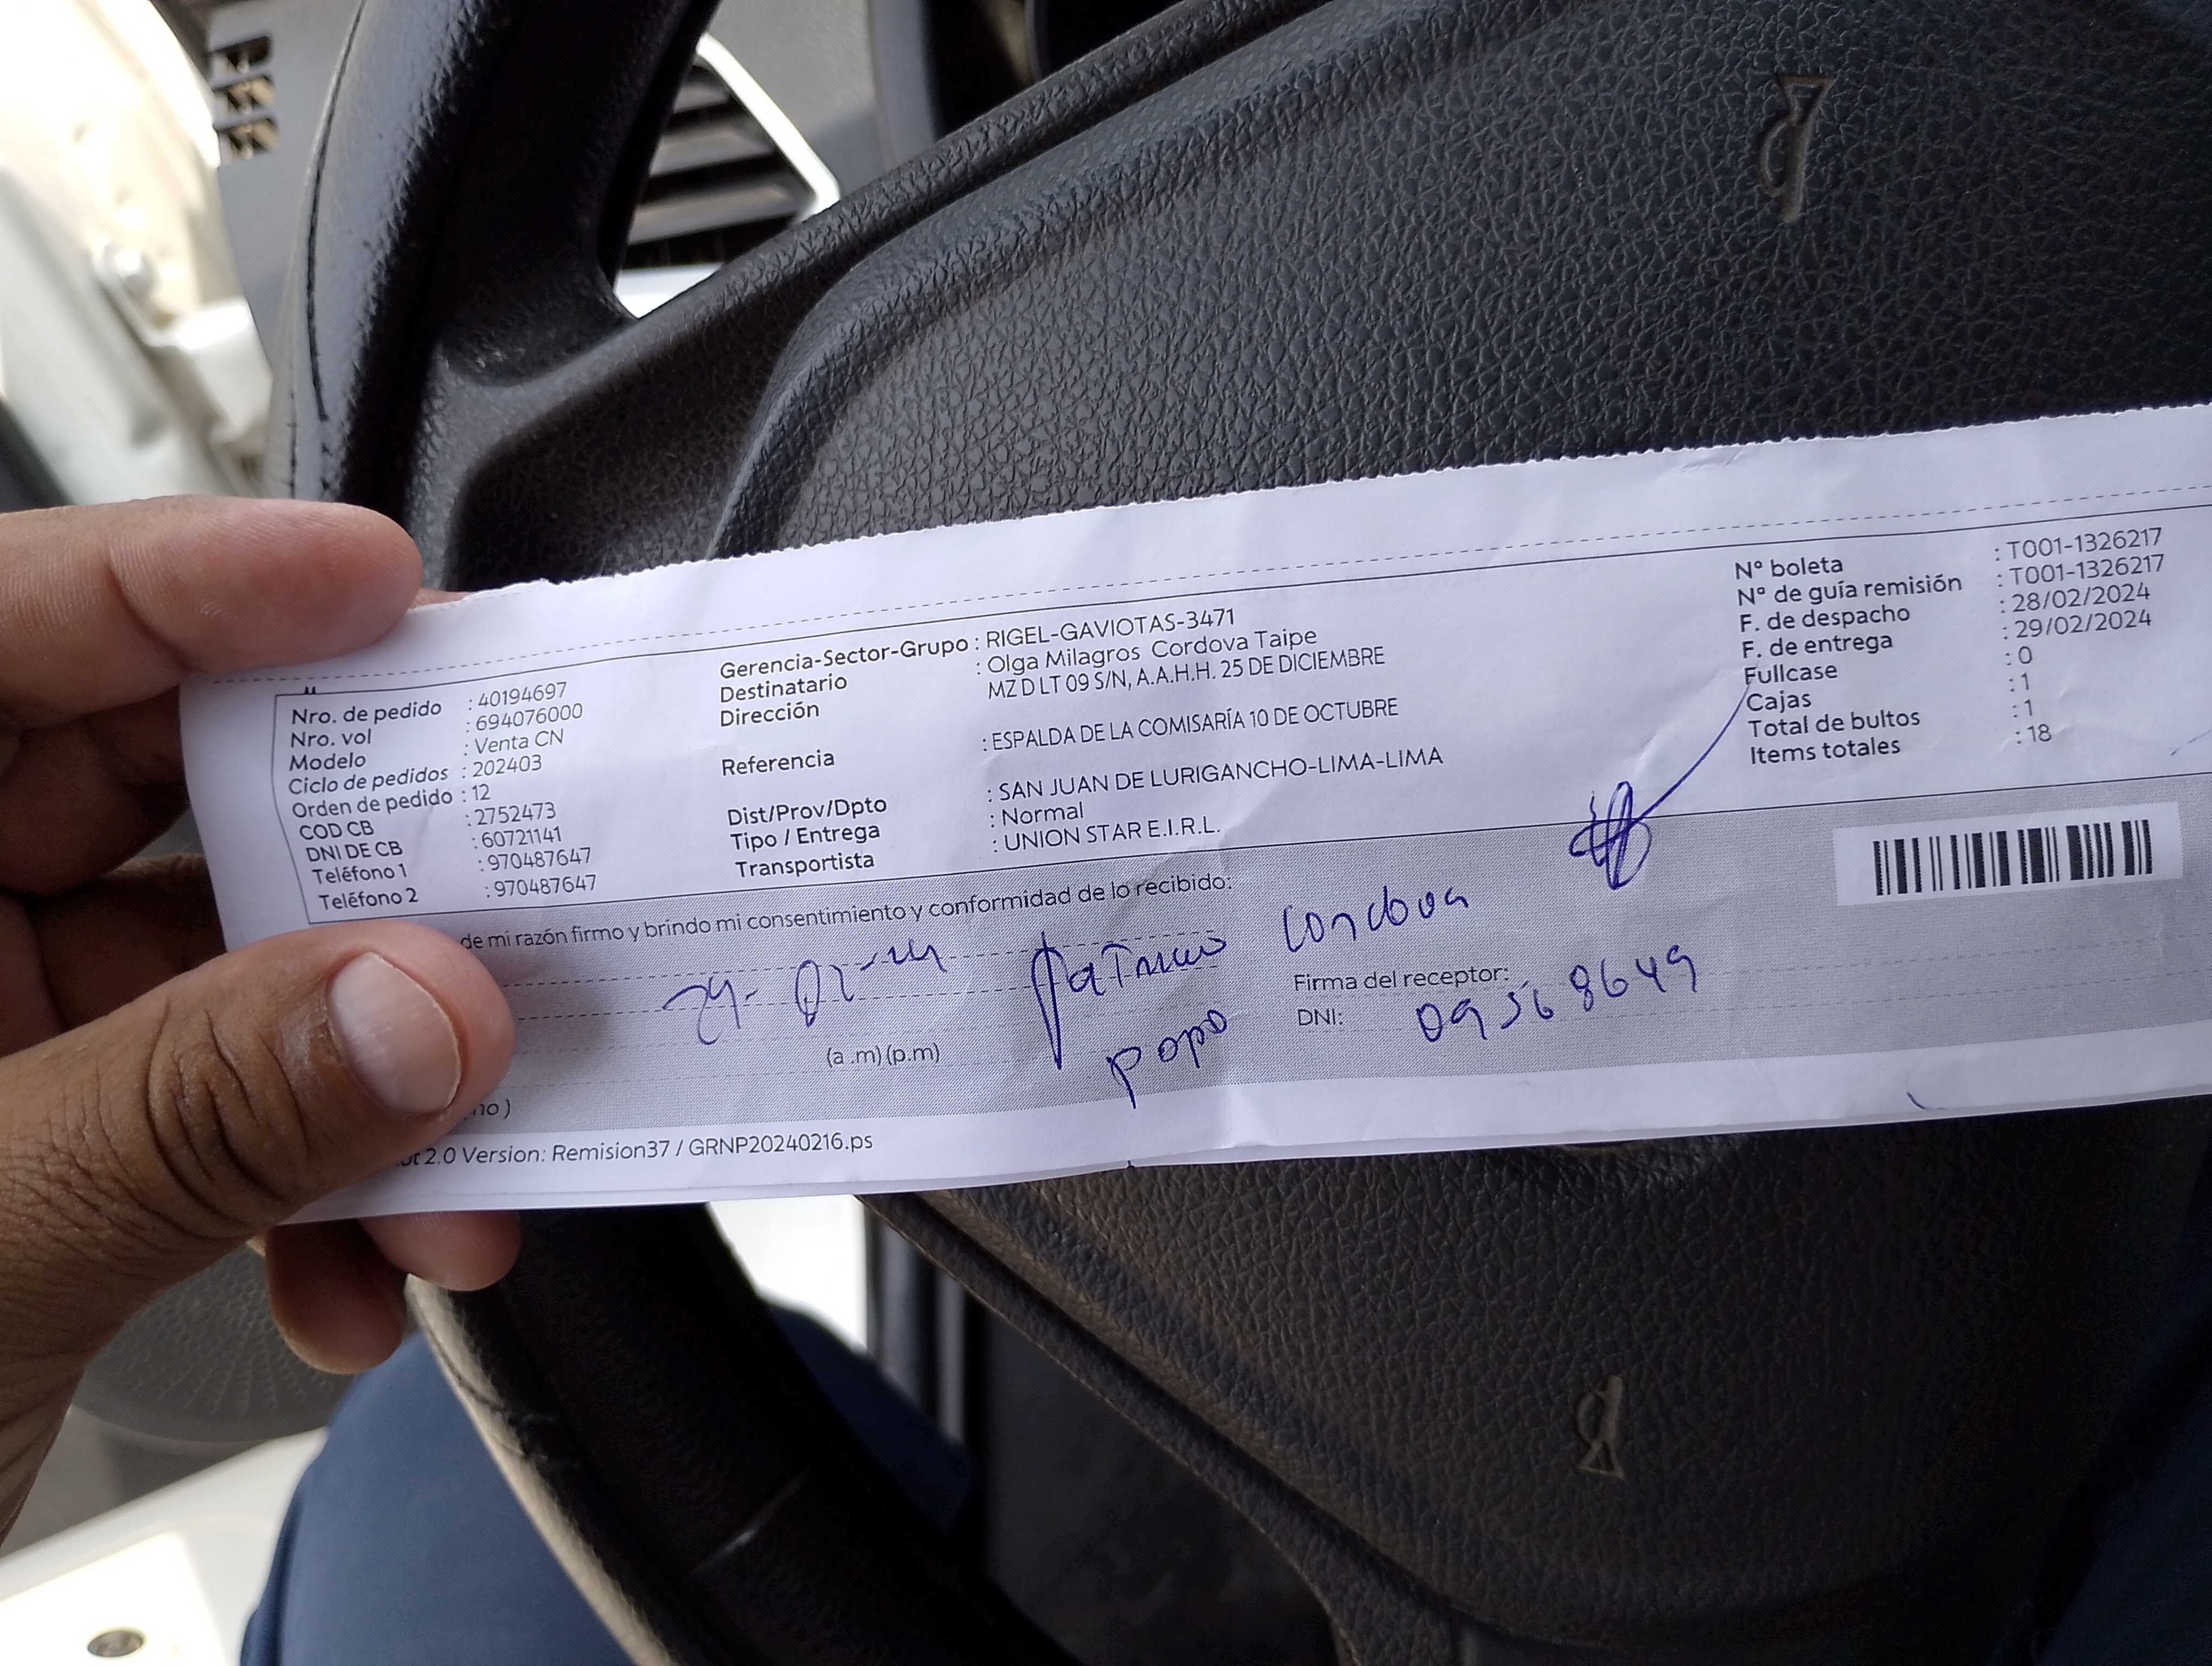 Nro. de pedido : 40194697
Nro. vol : 694076000
Modelo : Venta CN
Ciclo de pedidos : 202403
Orden de pedido : 12
COD CB : 2752473
DNI DE CB : 60721141
Teléfono 1 : 970487647
Teléfono 2 : 970487647
Gerencia-Sector-Grupo : RIGEL-GAVIOTAS-3471
Destinatario : Olga Milagros Cordova Taipe
Dirección MZ D LT 09 S/N, A.A.H.H. 25 DE DICIEMBRE
Referencia : ESPALDA DE LA COMISARÍA 10 DE OCTUBRE
Dist/Prov/Dpto : SAN JUAN DE LURIGANCHO-LIMA-LIMA
Tipo / Entrega : Normal
Transportista : UNION STAR E.I.R.L.
Nº boleta : T001-1326217
Nº de guía remisión : T001-1326217
F. de despacho : 28/02/2024
F. de entrega : 29/02/2024
Fullcase : 0
Cajas : 1
Total de bultos : 1
Items totales : 18
de mi razón firmo y brindo mi consentimiento y conformidad de lo recibido:
Cordova
Firma del receptor:
papa
DNI: 09568649
(a .m) (p.m)
no )
2.0 Version: Remision37 / GRNP20240216.ps